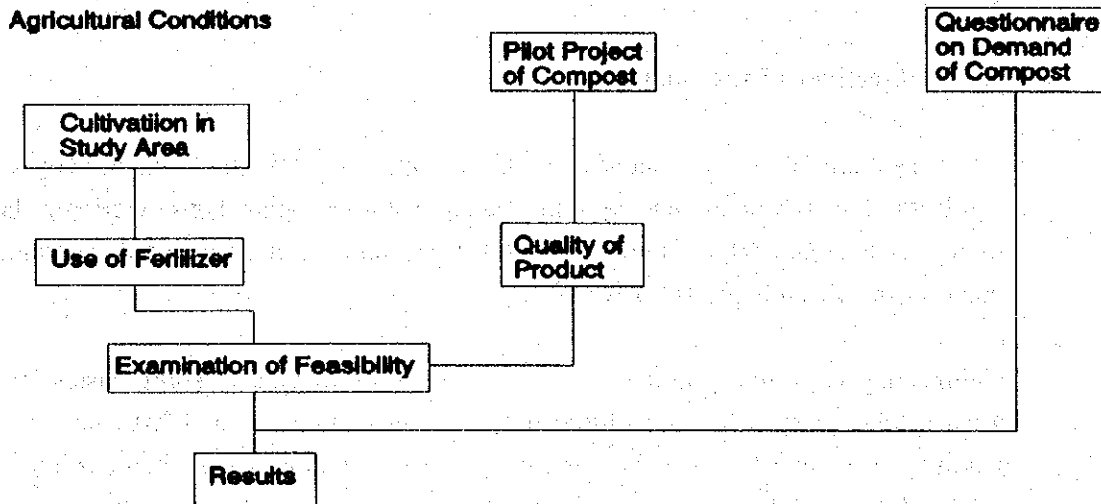 Agricultural Conditions
Pilot Project
of Compost
Questionnaire
on Demand
of Compost
Cultivatiion in
Study Area
Use of Ferlilizer
Quality of
Product
Examination of Feasibility
Results